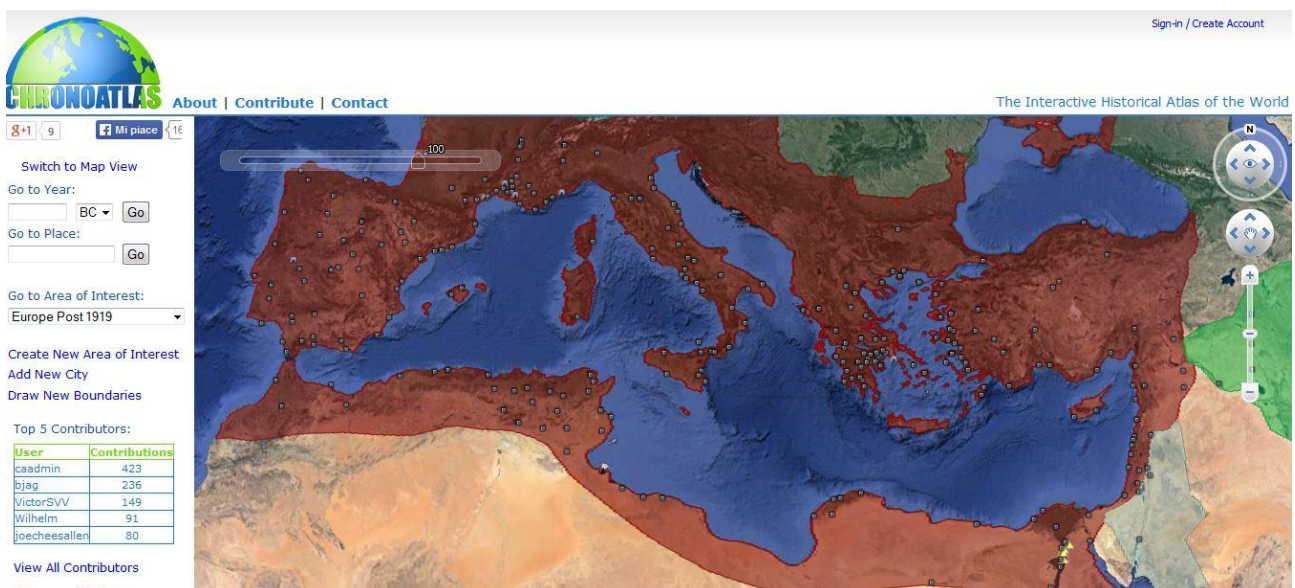 Sign-in / Create Account
CHRONOATLAS
About | Contribute | Contact
The Interactive Historical Atlas of the World
g+1 9
Mi piace
Switch to Map View
Go to Year:
BC Go
Go to Place:
Go
Go to Area of Interest:
Europe Post 1919
Create New Area of Interest
Add New City
Draw New Boundaries
Top 5 Contributors:
User Contributions
caadmin 423
bjag 236
VictorSVV 149
Wilhelm 91
joecheesallen 80
View All Contributors
100
N